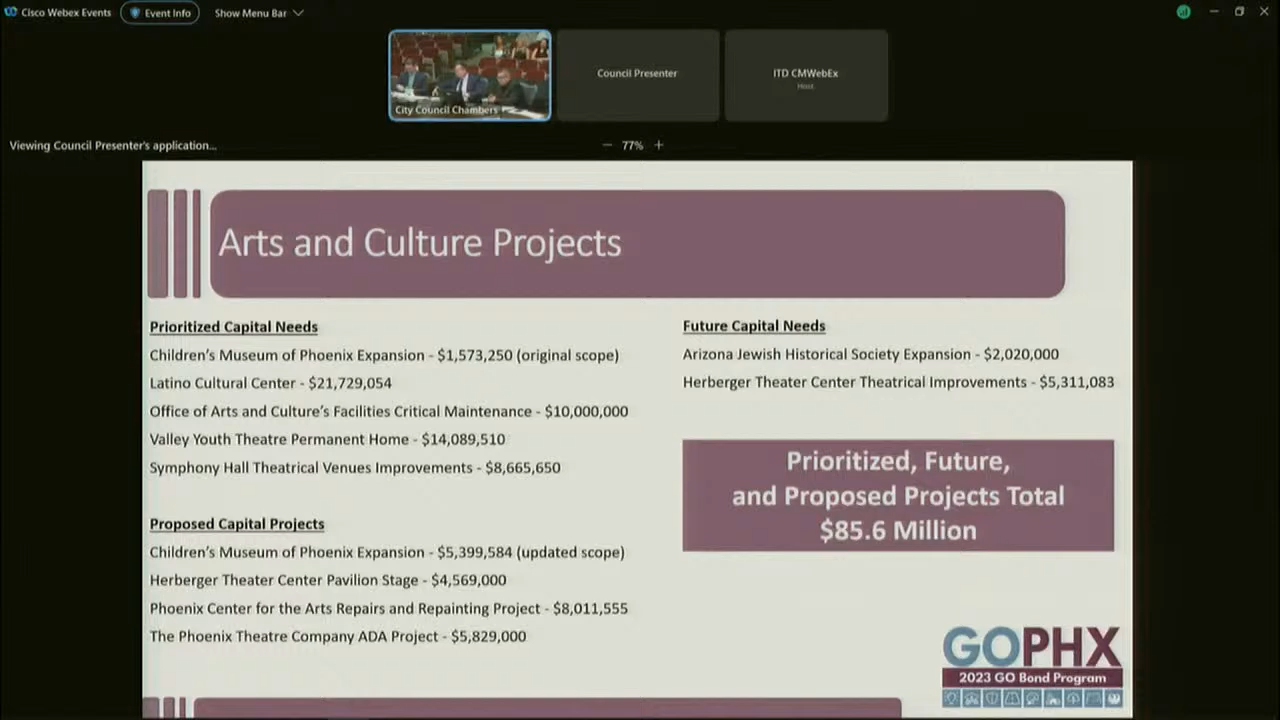 Cisco Webex Events
Event Info
Show Menu Bar
City Council Chambers
Council Presenter
ITD CMWebEx
Host
Viewing Council Presenter's application...
77%
Arts and Culture Projects
Prioritized Capital Needs
Children's Museum of Phoenix Expansion - $1,573,250 (original scope)
Latino Cultural Center - $21,729,054
Office of Arts and Culture's Facilities Critical Maintenance - $10,000,000
Valley Youth Theatre Permanent Home - $14,089,510
Symphony Hall Theatrical Venues Improvements - $8,665,650
Proposed Capital Projects
Children's Museum of Phoenix Expansion - $5,399,584 (updated scope)
Herberger Theater Center Pavilion Stage - $4,569,000
Phoenix Center for the Arts Repairs and Repainting Project - $8,011,555
The Phoenix Theatre Company ADA Project - $5,829,000
Future Capital Needs
Arizona Jewish Historical Society Expansion - $2,020,000
Herberger Theater Center Theatrical Improvements - $5,311,083
Prioritized, Future,
and Proposed Projects Total
$85.6 Million
GOPHX
2023 GO Bond Program